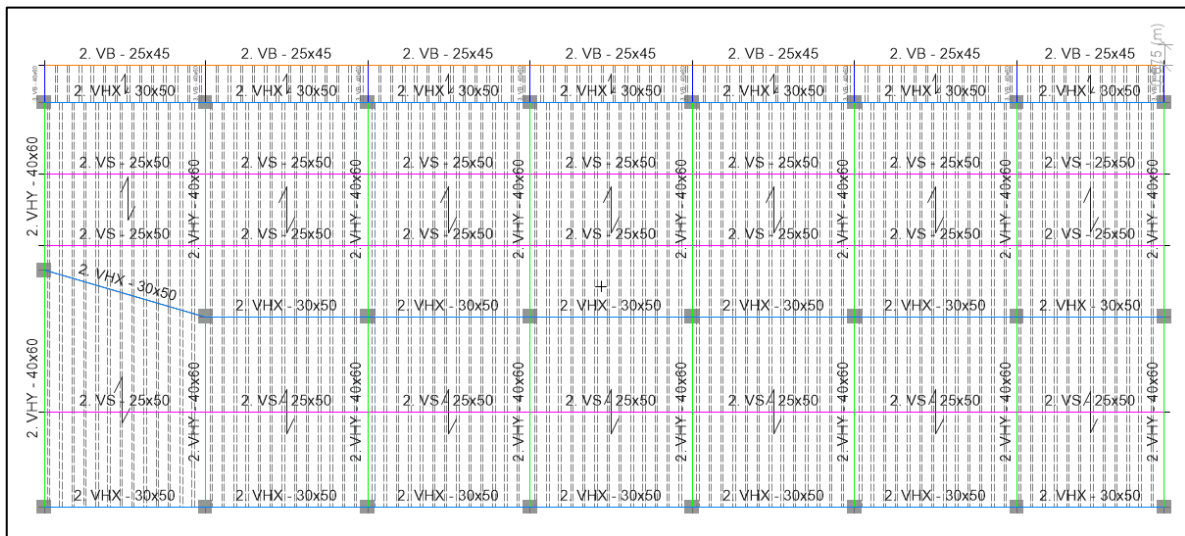 2. VB - 25x45 2. VB - 25x45 2. VB - 25x45 2. VB - 25x45 2. VB - 25x45 2. VB - 25x45 2. VB - 25x45
2. VHX - 30x50 2. VHX - 30x50 2. VHX - 30x50 2. VHX - 30x50 2. VHX - 30x50 2. VHX - 30x50 2. VHX - 30x50
2. VS - 25x50 2. VS - 25x50 2. VS - 25x50 2. VS - 25x50 2. VS - 25x50 2. VS - 25x50 2. VS - 25x50
2. VHY - 40x60 2. VHY - 40x60 2. VHY - 40x60 2. VHY - 40x60 2. VHY - 40x60 2. VHY - 40x60 2. VHY - 40x60 2. VHY - 40x60
2. VS - 25x50 2. VS - 25x50 2. VS - 25x50 2. VS - 25x50 2. VS - 25x50 2. VS - 25x50 2. VS - 25x50
2. VHX - 30x50 2. VHX - 30x50 2. VHX - 30x50 2. VHX - 30x50 2. VHX - 30x50 2. VHX - 30x50 2. VHX - 30x50
2. VS - 25x50 2. VS - 25x50 2. VS - 25x50 2. VS - 25x50 2. VS - 25x50 2. VS - 25x50 2. VS - 25x50
2. VHY - 40x60 2. VHY - 40x60 2. VHY - 40x60 2. VHY - 40x60 2. VHY - 40x60 2. VHY - 40x60 2. VHY - 40x60 2. VHY - 40x60
2. VHX - 30x50 2. VHX - 30x50 2. VHX - 30x50 2. VHX - 30x50 2. VHX - 30x50 2. VHX - 30x50 2. VHX - 30x50